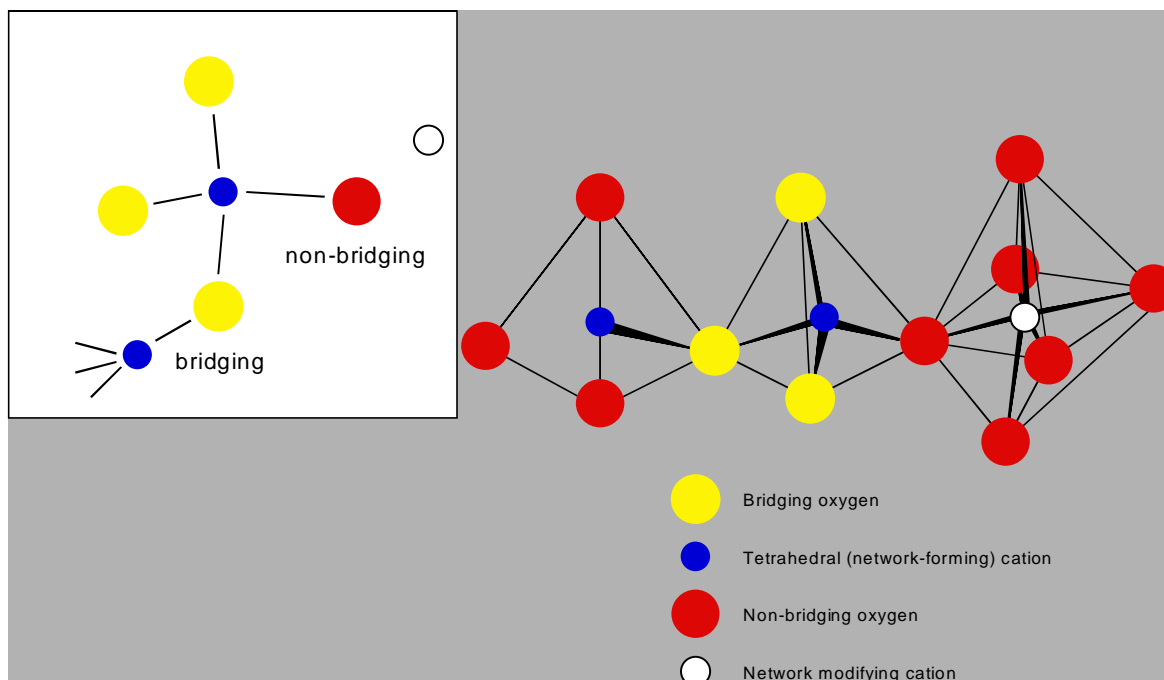 non-bridging
bridging
Bridging oxygen
Tetrahedral (network-forming) cation
Non-bridging oxygen
Network modifying cation